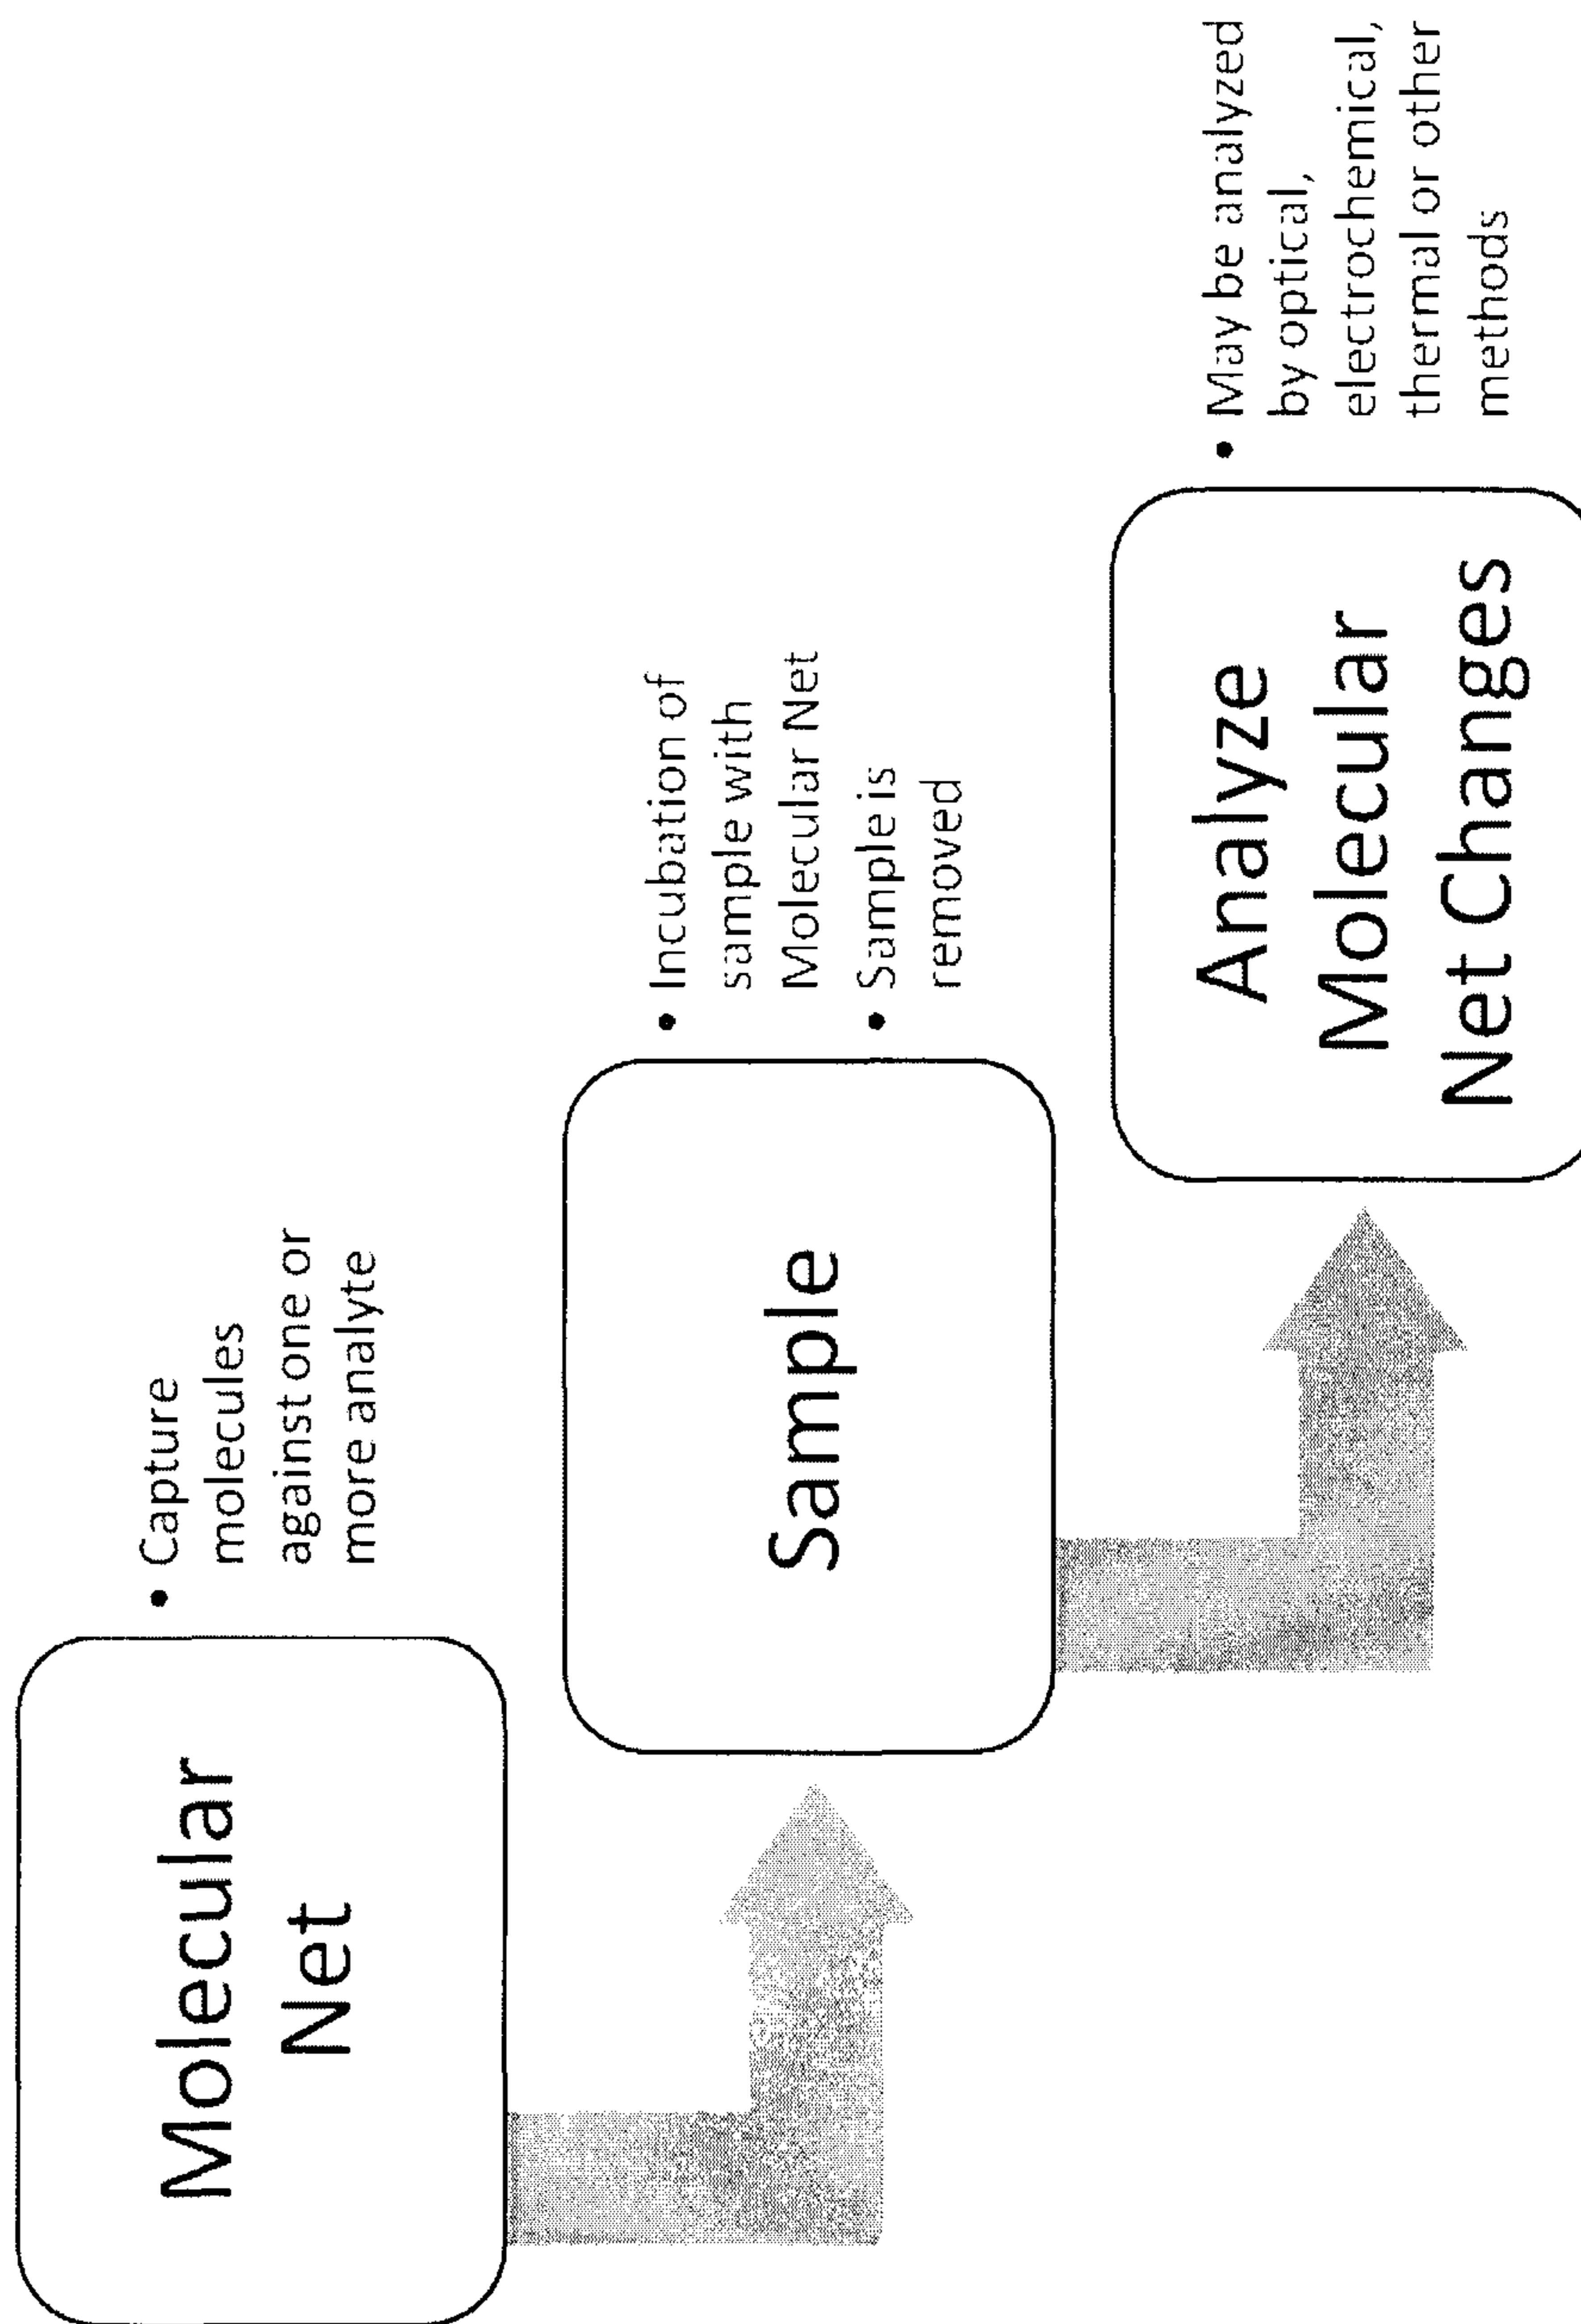 Molecular
Net
• Capture
molecules
against one or
more analyte
Sample
• Incubation of
sample with
Molecular Net
• Sample is
removed
Analyze
Molecular
Net Changes
• May be analyzed
by optical,
electrochemical,
thermal or other
methods